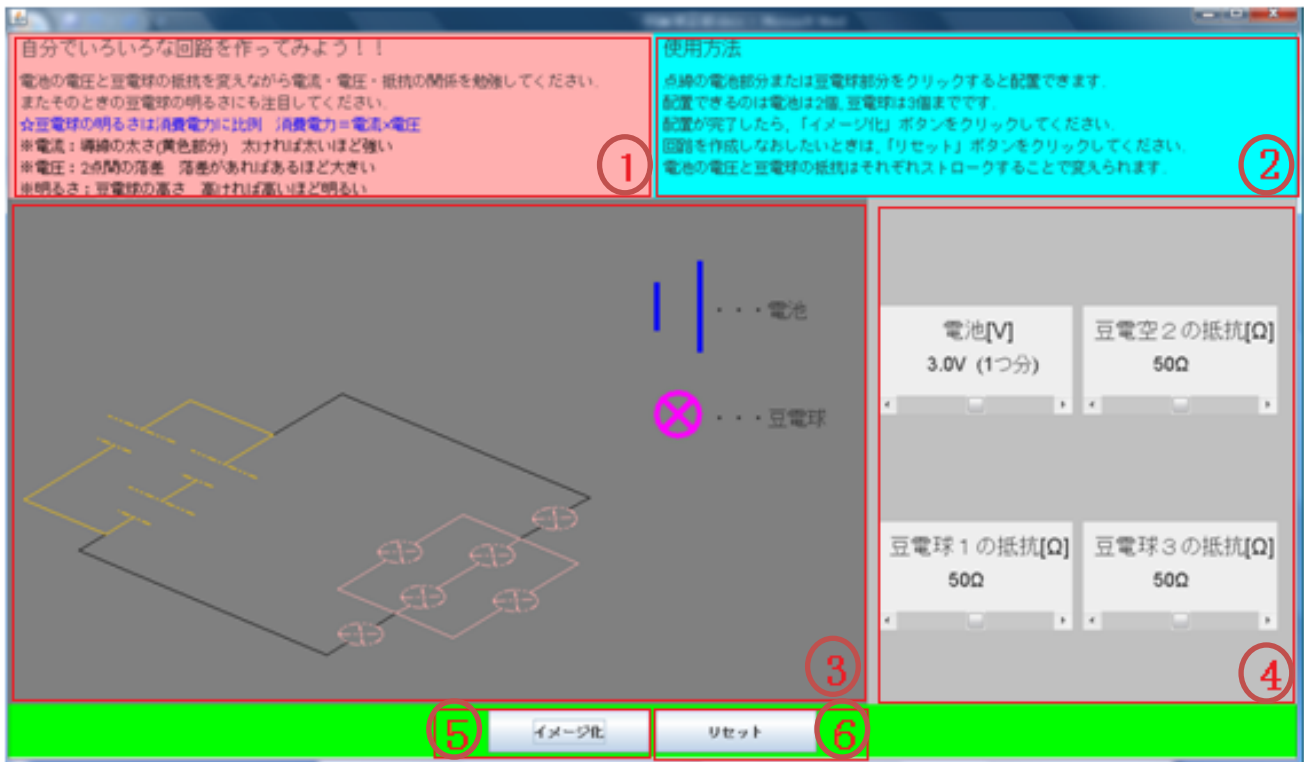 自分でいろいろな回路を作ってみよう！！
電池の電圧と豆電球の抵抗を変えながら電流・電圧・抵抗の関係を勉強してください.
またそのときの豆電球の明るさにも注目してください.
☆豆電球の明るさは消費電力に比例　消費電力＝電流×電圧
※電流：導線の太さ(黄色部分)　太ければ太いほど強い
※電圧：2点間の落差　落差があればあるほど大きい
※明るさ：豆電球の高さ　高ければ高いほど明るい
①
使用方法
点線の電池部分または豆電球部分をクリックすると配置できます.
配置できるのは電池は2個, 豆電球は3個までです.
配置が完了したら, 「イメージ化」ボタンをクリックしてください.
回路を作成しなおしたいときは, 「リセット」ボタンをクリックしてください.
電池の電圧と豆電球の抵抗はそれぞれストロークすることで変えられます.
②
・・・電池
・・・豆電球
③
電池[V]
3.0V (1つ分)
豆電空２の抵抗[Ω]
50Ω
豆電球１の抵抗[Ω]
50Ω
豆電球３の抵抗[Ω]
50Ω
④
⑤
イメージ化
リセット
⑥